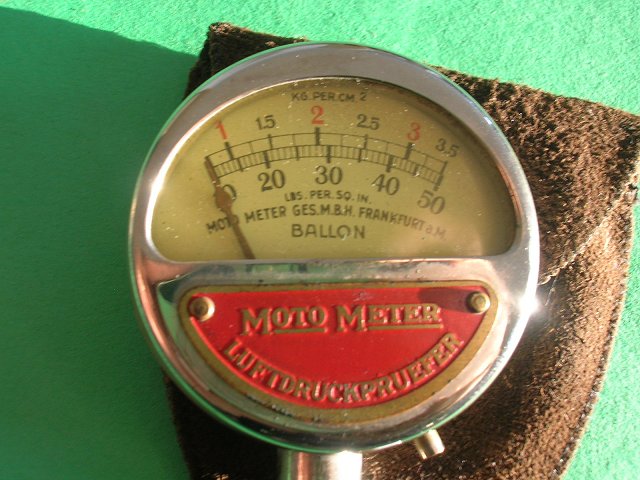 KG. PER. CM. 2
1 1.5 2 2.5 3 3.5
20 30 40 50
LBS. PER. SQ. IN.
MOTO METER GES.M.B.H. FRANKFURT a.M.
BALLON
MOTO METER
LUFTDRUCKPRUEFER